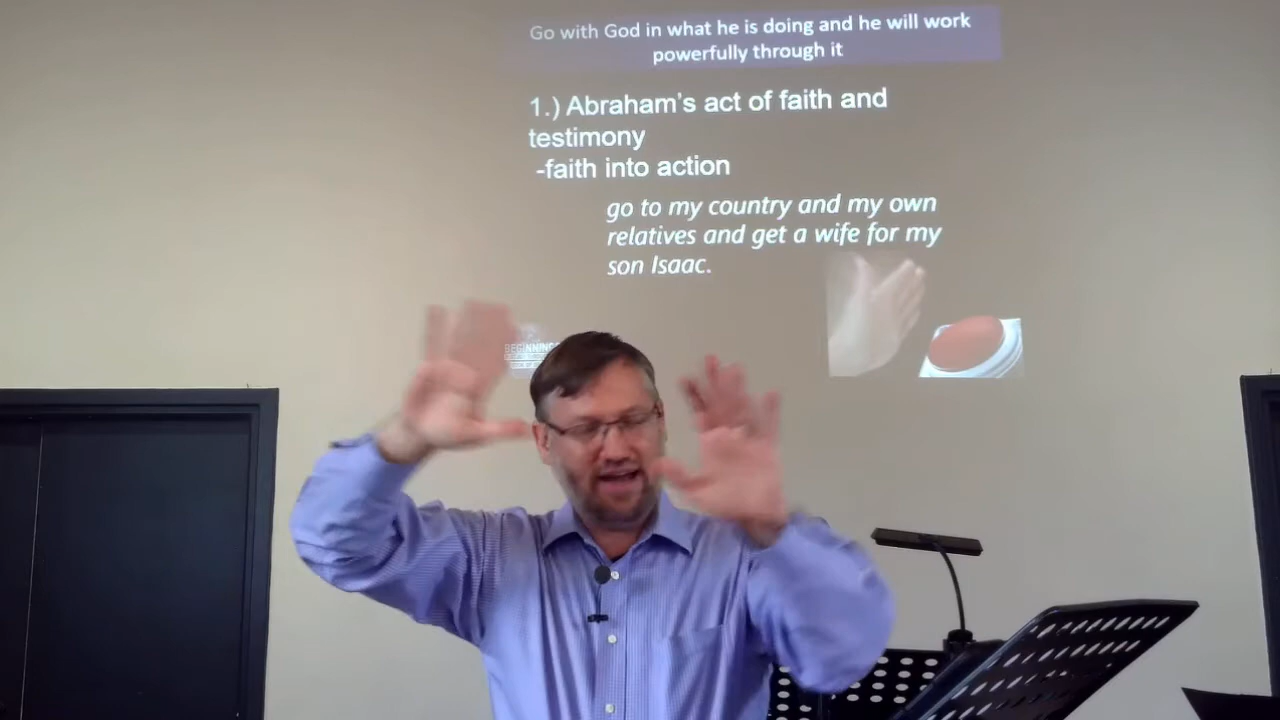 Go with God in what he is doing and he will work
powerfully through it
1.) Abraham's act of faith and
testimony
-faith into action
go to my country and my own
relatives and get a wife for my
son Isaac.